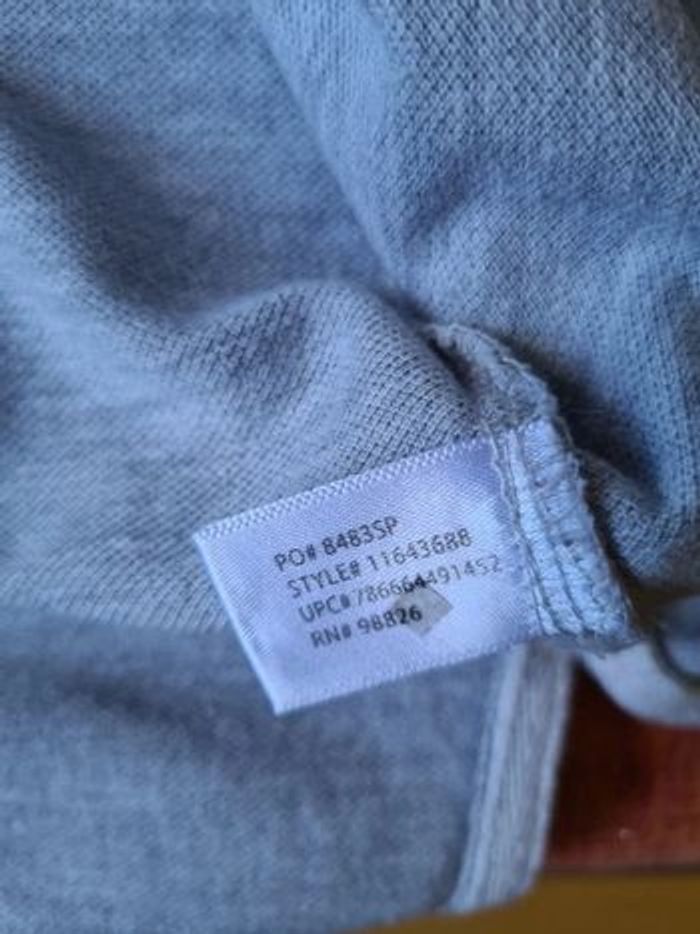 PO# 8483SP
STYLE# 11643688
UPC# 786664491452
RN# 98826